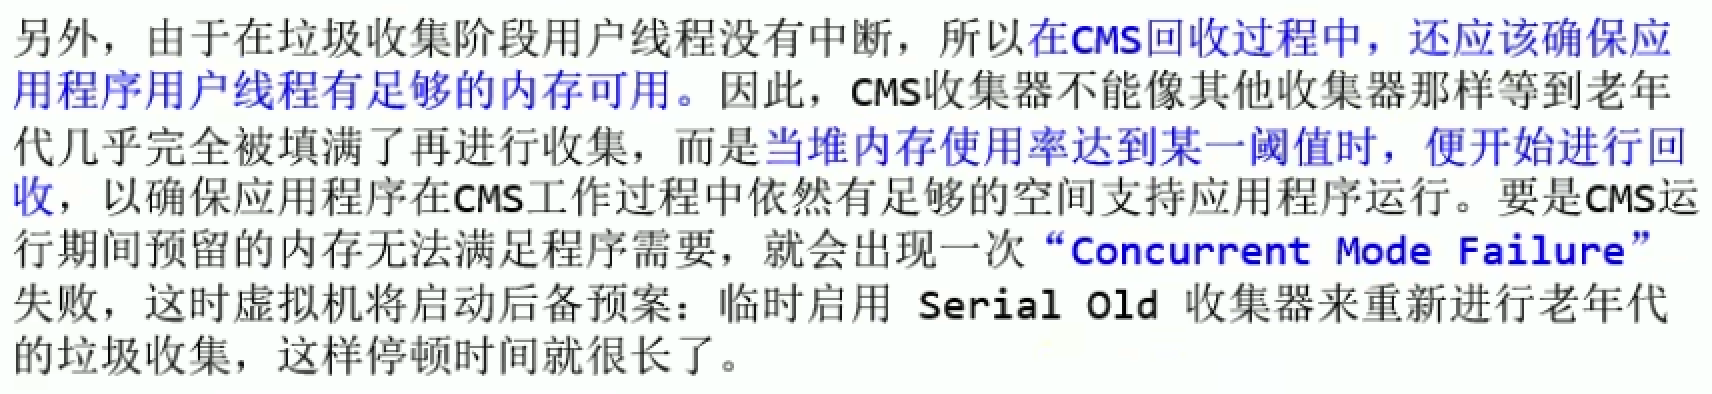 另外，由于在垃圾收集阶段用户线程没有中断，所以在CMS回收过程中，还应该确保应
用程序用户线程有足够的内存可用。因此，CMS收集器不能像其他收集器那样等到老年
代几乎完全被填满了再进行收集，而是当堆内存使用率达到某一阈值时，便开始进行回
收，以确保应用程序在CMS工作过程中依然有足够的空间支持应用程序运行。要是CMS运
行期间预留的内存无法满足程序需要，就会出现一次“Concurrent Mode Failure”
失败，这时虚拟机将启动后备预案：临时启用 Serial Old 收集器来重新进行老年代
的垃圾收集，这样停顿时间就很长了。